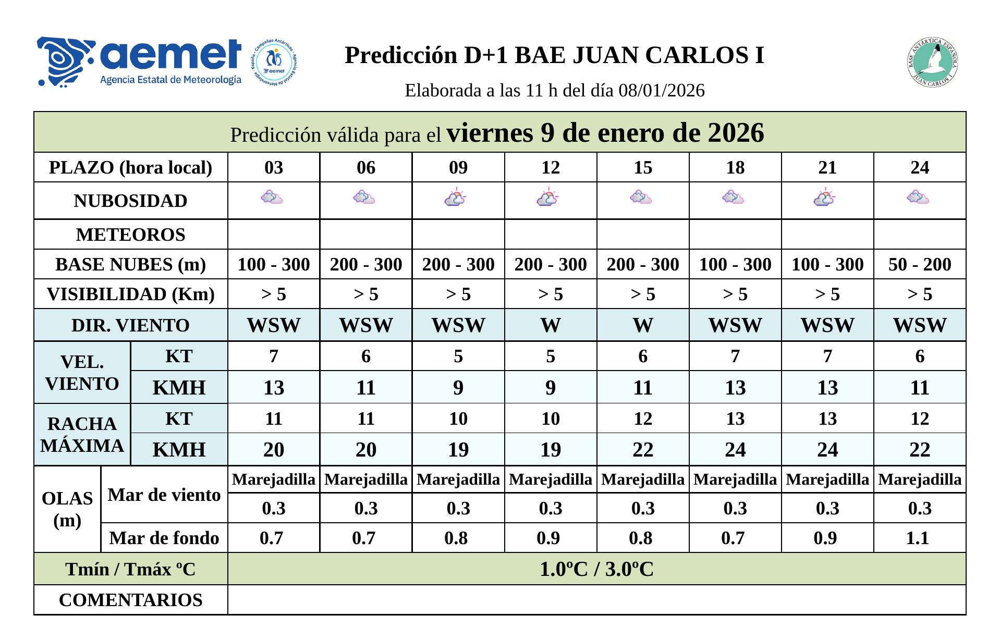 aemet
Agencia Estatal de Meteorología
Campañas Antárticas · Agencia Estatal de Meteorología · España ·
aemet
Predicción D+1 BAE JUAN CARLOS I
Elaborada a las 11 h del día 08/01/2026
BASE ANTÁRTICA ESPAÑOLA
JUAN CARLOS I
Predicción válida para el viernes 9 de enero de 2026
PLAZO (hora local) 03 06 09 12 15 18 21 24
NUBOSIDAD
METEOROS
BASE NUBES (m) 100 - 300 200 - 300 200 - 300 200 - 300 200 - 300 100 - 300 100 - 300 50 - 200
VISIBILIDAD (Km) > 5 > 5 > 5 > 5 > 5 > 5 > 5 > 5
DIR. VIENTO WSW WSW WSW W W WSW WSW WSW
VEL. VIENTO
KT 7 6 5 5 6 7 7 6
KMH 13 11 9 9 11 13 13 11
RACHA MÁXIMA
KT 11 11 10 10 12 13 13 12
KMH 20 20 19 19 22 24 24 22
OLAS (m)
Mar de viento Marejadilla Marejadilla Marejadilla Marejadilla Marejadilla Marejadilla Marejadilla Marejadilla
0.3 0.3 0.3 0.3 0.3 0.3 0.3 0.3
Mar de fondo 0.7 0.7 0.8 0.9 0.8 0.7 0.9 1.1
Tmín / Tmáx ºC 1.0ºC / 3.0ºC
COMENTARIOS